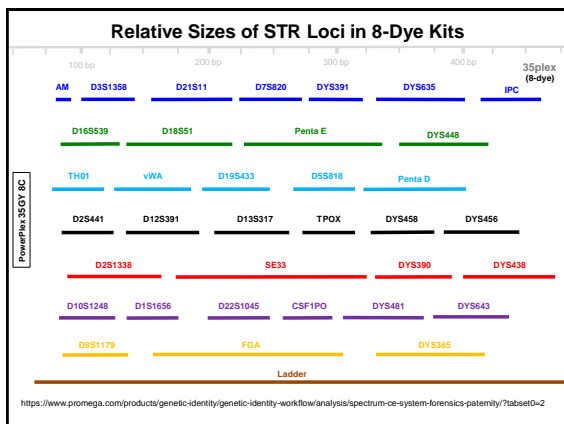 Relative Sizes of STR Loci in 8-Dye Kits
100 bp 200 bp 300 bp 400 bp 35plex
(8-dye)
AM D3S1358 D21S11 D7S820 DYS391 DYS635 IPC
D16S539 D18S51 Penta E DYS448
TH01 vWA D19S433 D5S818 Penta D
PowerPlex 35GY 8C
D2S441 D12S391 D13S317 TPOX DYS458 DYS456
D2S1338 SE33 DYS390 DYS438
D10S1248 D1S1656 D22S1045 CSF1PO DYS481 DYS643
D8S1179 FGA DYS385
Ladder
https://www.promega.com/products/genetic-identity/genetic-identity-workflow/analysis/spectrum-ce-system-forensics-paternity/?tabset0=2